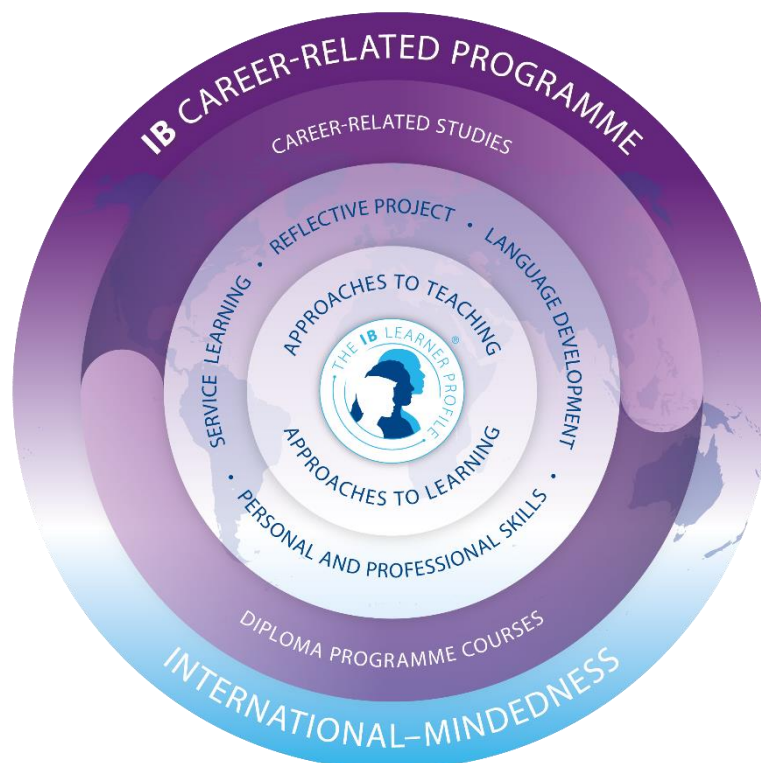 IB CAREER-RELATED PROGRAMME
CAREER-RELATED STUDIES
SERVICE LEARNING • REFLECTIVE PROJECT • LANGUAGE DEVELOPMENT •
APPROACHES TO TEACHING
THE IB LEARNER PROFILE ®
APPROACHES TO LEARNING
• PERSONAL AND PROFESSIONAL SKILLS
DIPLOMA PROGRAMME COURSES
INTERNATIONAL–MINDEDNESS